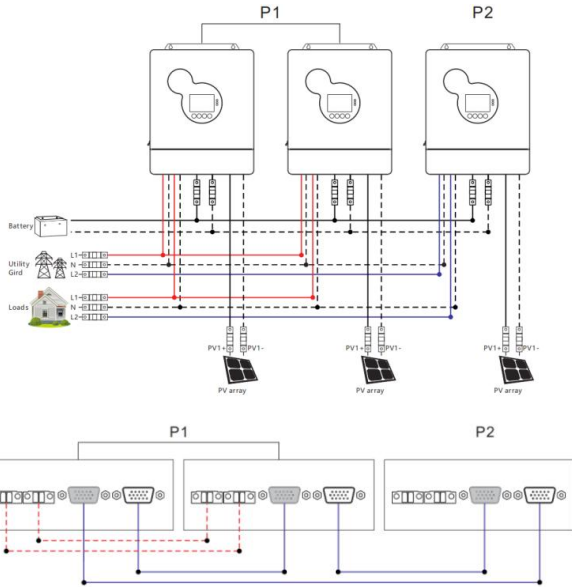 P1 P2
Battery
L1
Utility N
Gird L2
L1
Loads N
L2
PV1+ PV1- PV1+ PV1- PV1+ PV1-
PV array PV array PV array
P1 P2